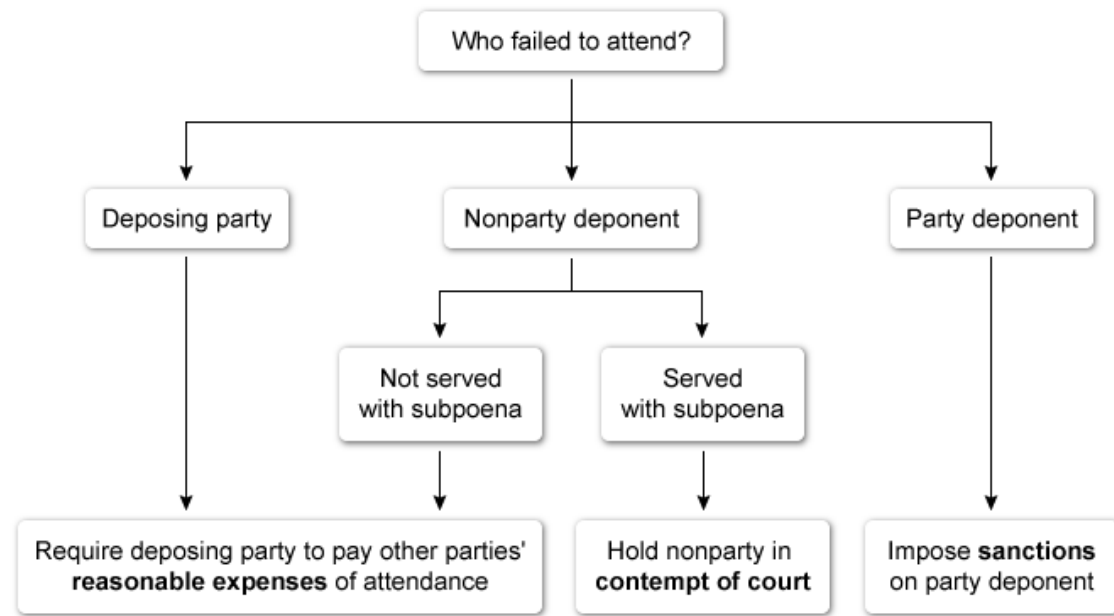 Who failed to attend?
Deposing party
Nonparty deponent
Party deponent
Not served
with subpoena
Served
with subpoena
Require deposing party to pay other parties'
reasonable expenses of attendance
Hold nonparty in
contempt of court
Impose sanctions
on party deponent